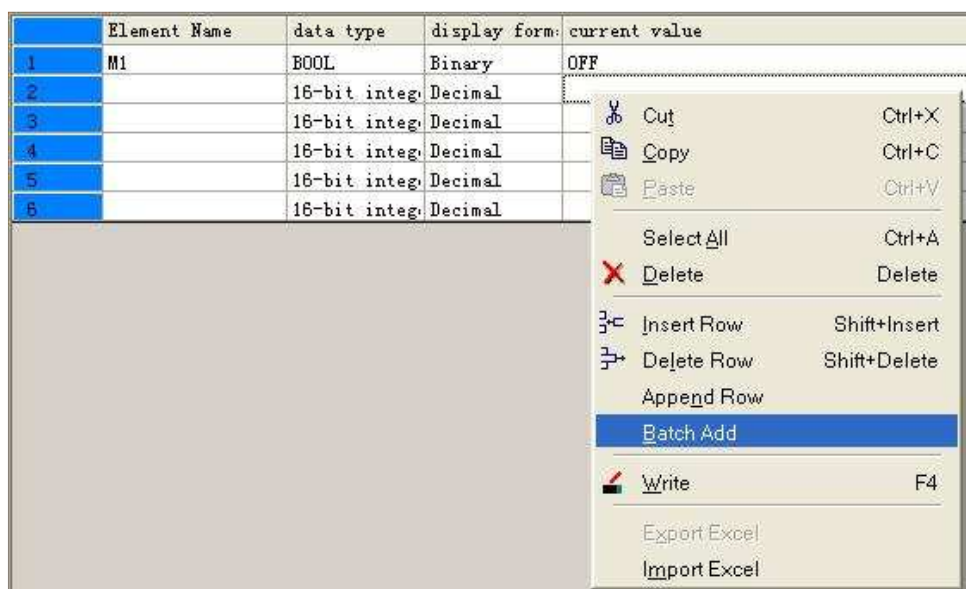 Element Name data type display form: current value
1 M1 BOOL Binary OFF
2 16-bit integ Decimal
3 16-bit integ Decimal
4 16-bit integ Decimal
5 16-bit integ Decimal
6 16-bit integ Decimal
Cut Ctrl+X
Copy Ctrl+C
Paste Ctrl+V
Select All Ctrl+A
Delete Delete
Insert Row Shift+Insert
Delete Row Shift+Delete
Append Row
Batch Add
Write F4
Export Excel
Import Excel